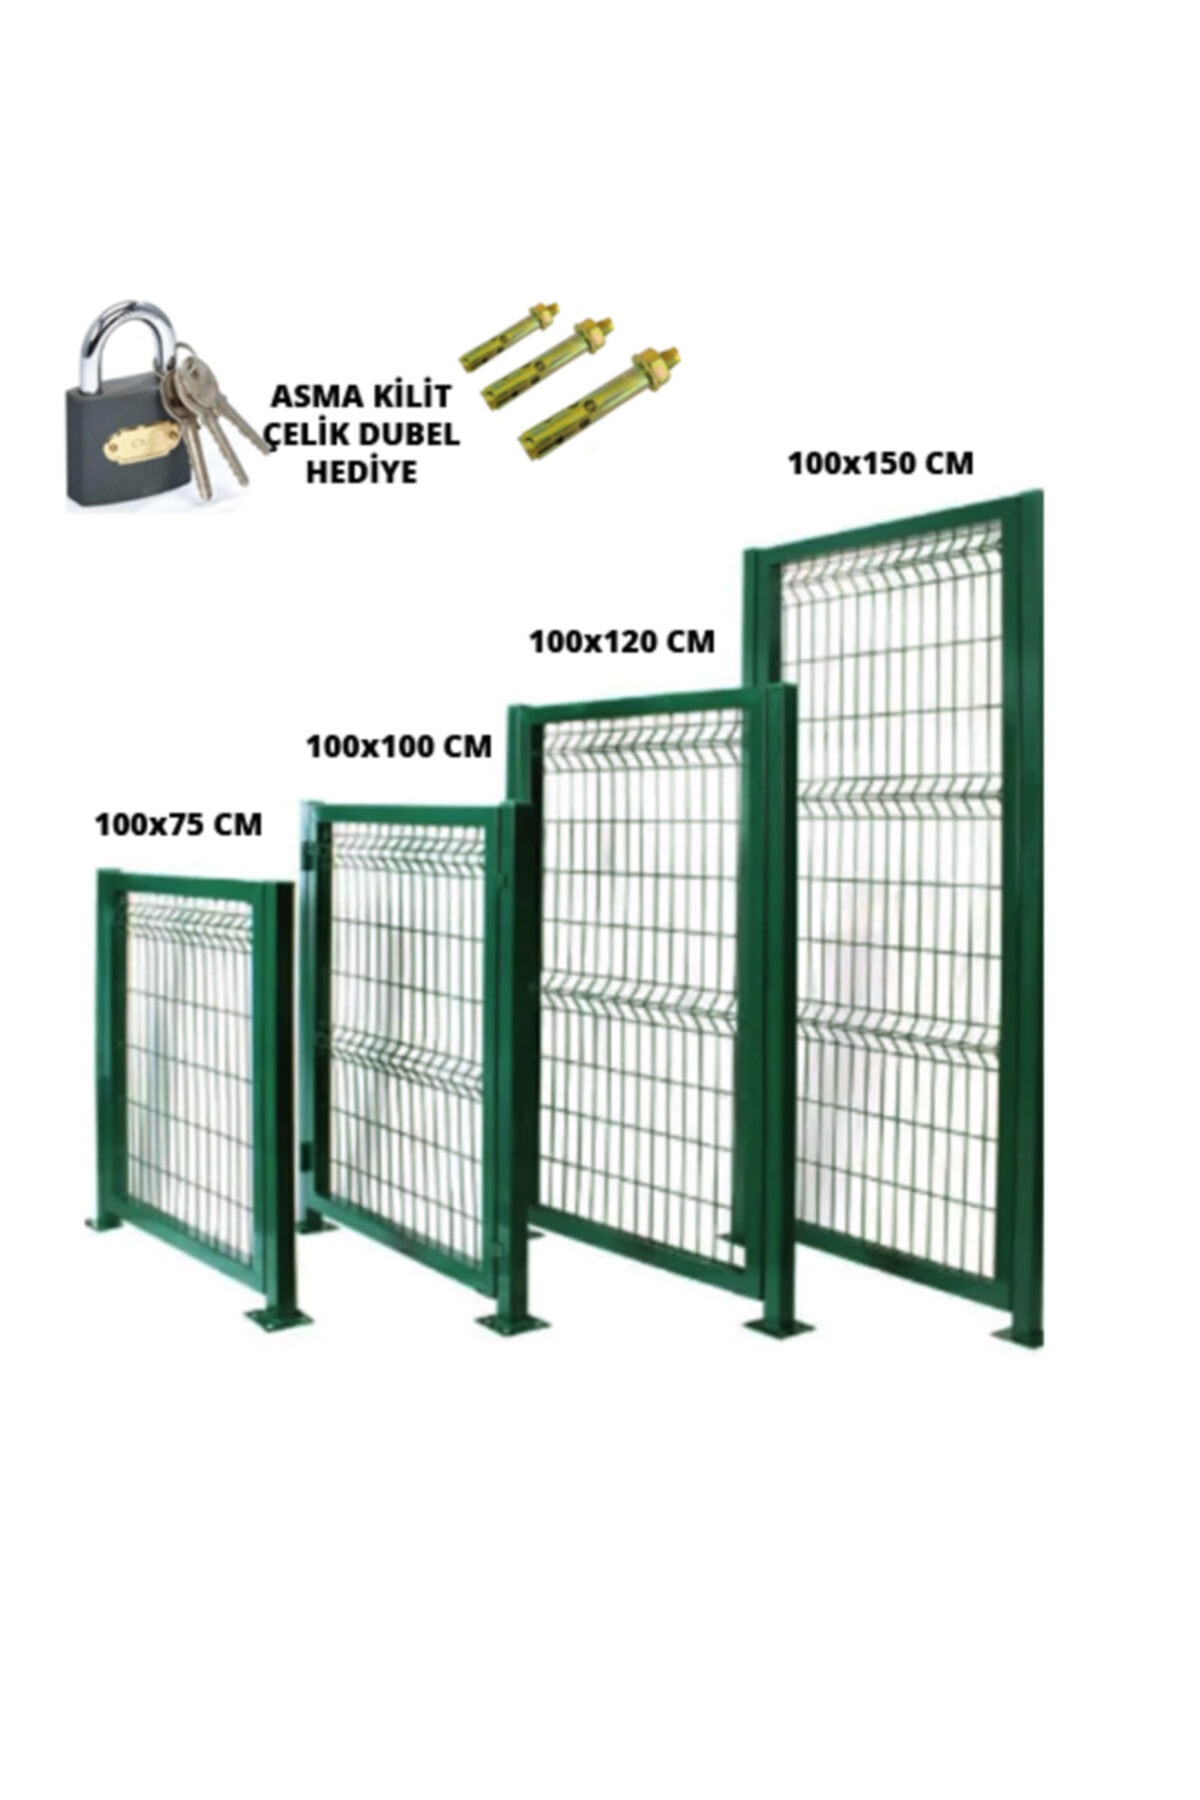 ASMA KİLİT
ÇELİK DUBEL
HEDİYE
100x150 CM
100x120 CM
100x100 CM
100x75 CM